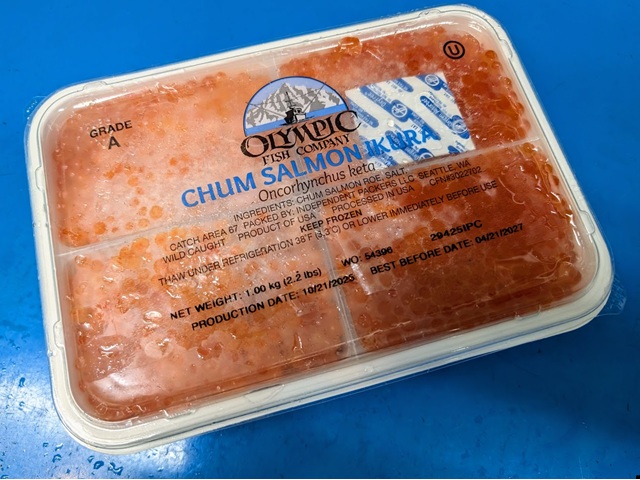 GRADE
A
U
OLYMPIC
FISH COMPANY
CHUM SALMON IKURA
Oncorhynchus keta
INGREDIENTS: CHUM SALMON ROE, SALT
CATCH AREA 67 PACKED BY: INDEPENDENT PACKERS LLC, SEATTLE, WA
WILD CAUGHT PRODUCT OF USA PROCESSED IN USA CFN#3022702
KEEP FROZEN
THAW UNDER REFRIGERATION 38°F (3.3°C) OR LOWER IMMEDIATELY BEFORE USE
NET WEIGHT: 1.00 kg (2.2 lbs) WO: 54396 29425IPC
PRODUCTION DATE: 10/21/2025 BEST BEFORE DATE: 04/21/2027